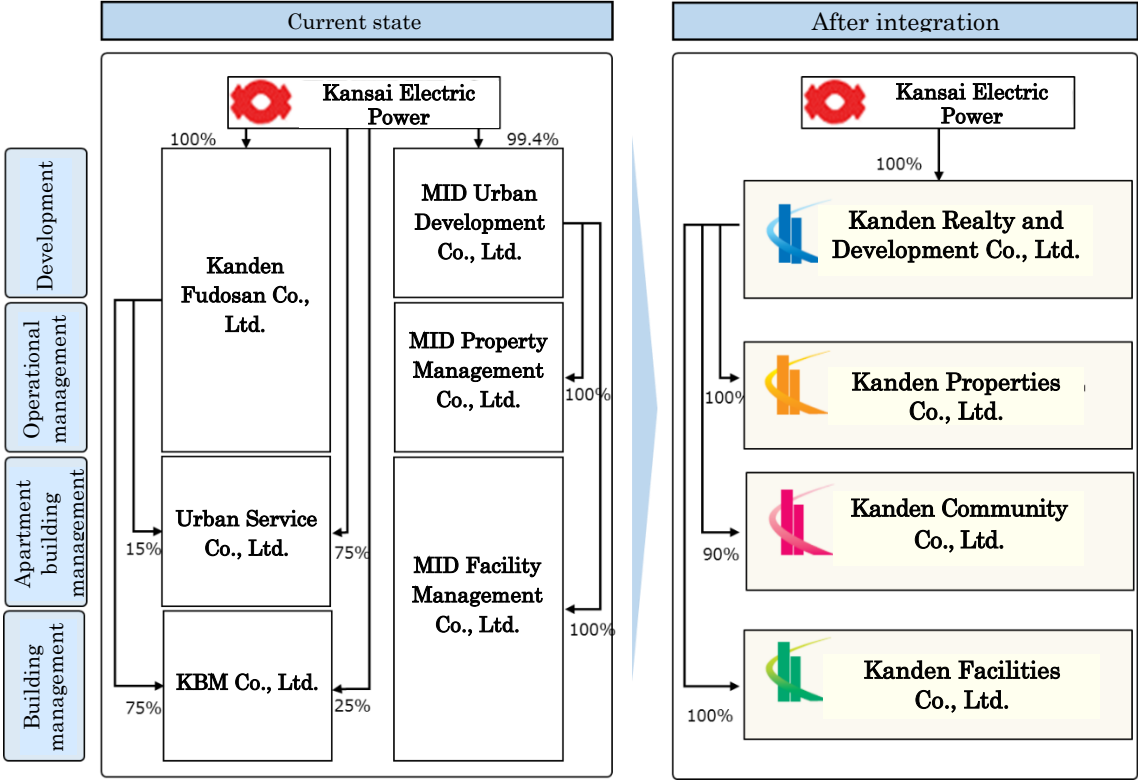 Current state
After integration
Kansai Electric
Power
100%
99.4%
Development
Operational
management
Apartment
building
management
Building
management
Kanden
Fudosan Co.,
Ltd.
MID Urban
Development
Co., Ltd.
MID Property
Management
Co., Ltd.
100%
Urban Service
Co., Ltd.
15%
75%
MID Facility
Management
Co., Ltd.
100%
KBM Co., Ltd.
75%
25%
Kansai Electric
Power
100%
Kanden Realty and
Development Co., Ltd.
100%
Kanden Properties
Co., Ltd.
90%
Kanden Community
Co., Ltd.
100%
Kanden Facilities
Co., Ltd.